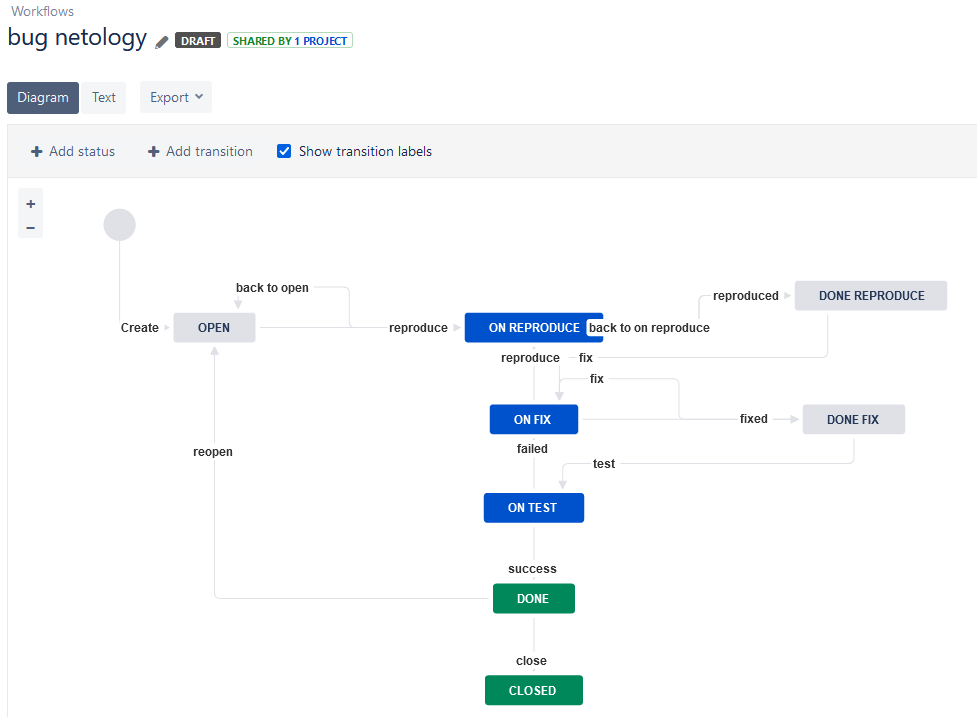 Workflows
bug netology DRAFT SHARED BY 1 PROJECT
Diagram Text Export
+ Add status + Add transition Show transition labels
+
−
back to open
reproduced DONE REPRODUCE
Create OPEN reproduce ON REPRODUCE back to on reproduce
reproduce fix
fix
ON FIX fixed DONE FIX
failed
reopen
test
ON TEST
success
DONE
close
CLOSED